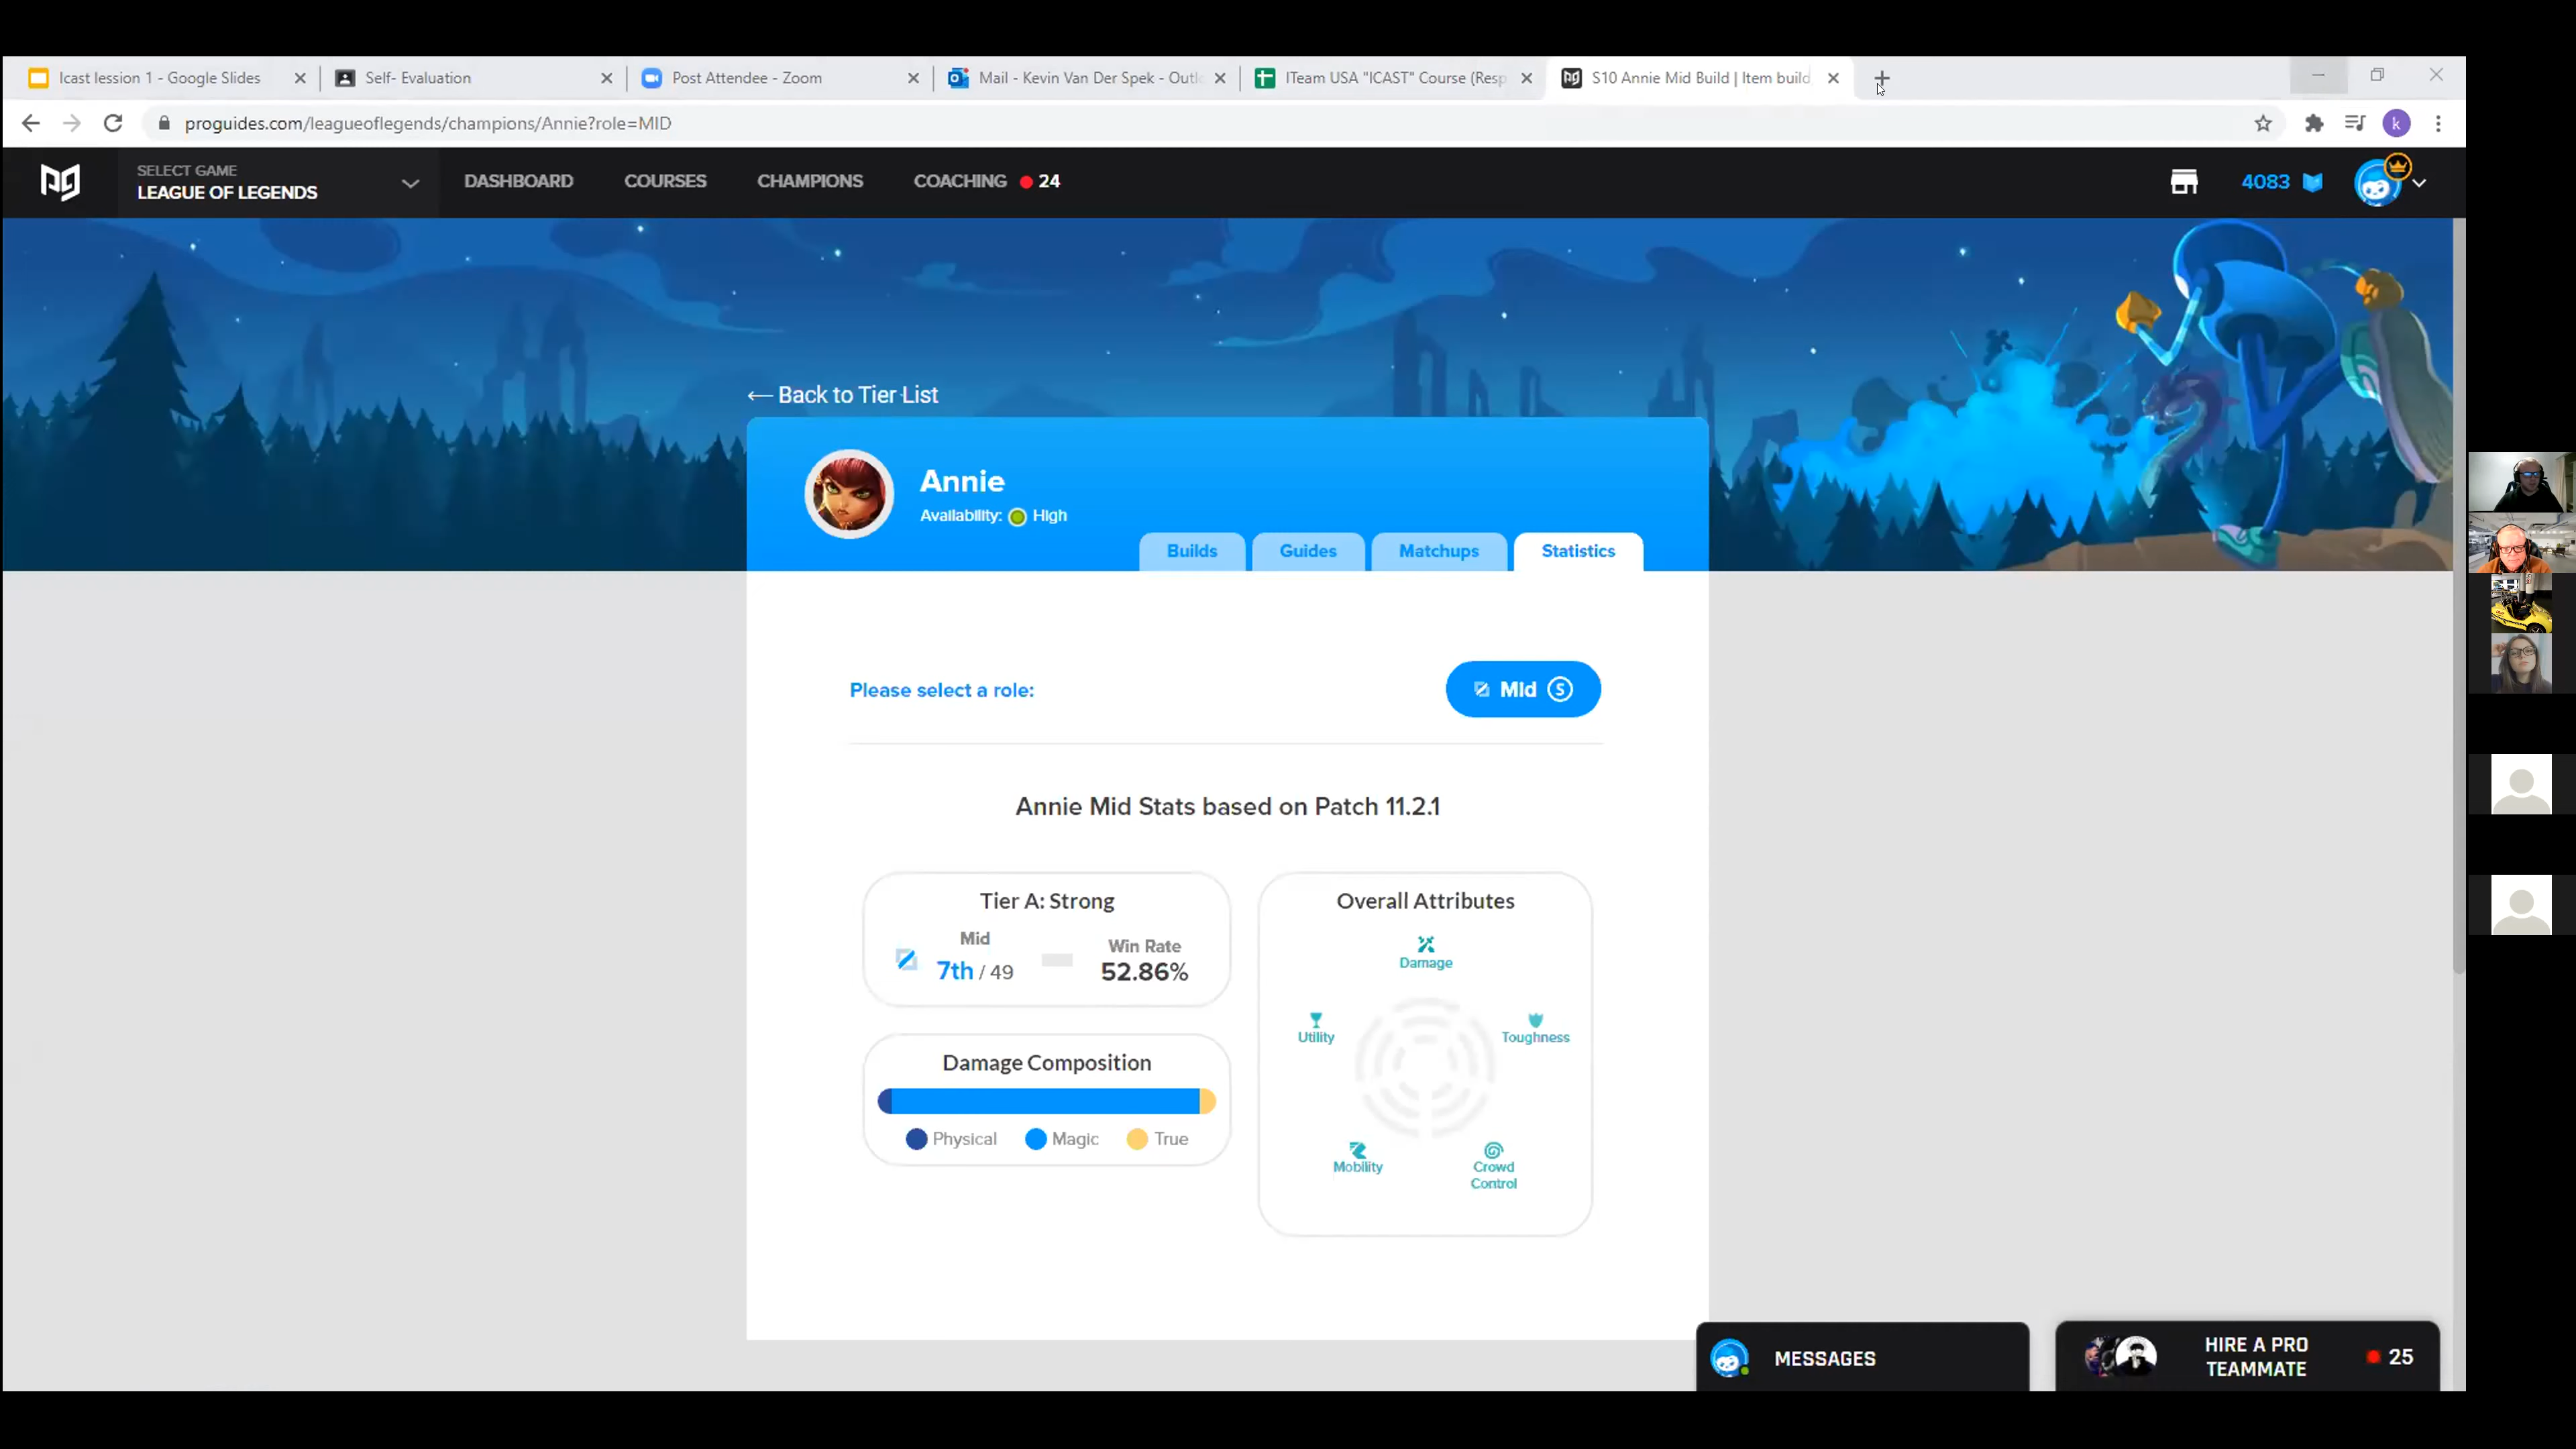 Icast lession 1 - Google Slides
Self- Evaluation
Post Attendee - Zoom
Mail - Kevin Van Der Spek - Outlo
ITeam USA "ICAST" Course (Resp
S10 Annie Mid Build | Item build
proguides.com/leagueoflegends/champions/Annie?role=MID
k
SELECT GAME
LEAGUE OF LEGENDS
DASHBOARD
COURSES
CHAMPIONS
COACHING
24
4083
← Back to Tier List
Annie
Availability: High
Builds
Guides
Matchups
Statistics
Please select a role:
Mid S
Annie Mid Stats based on Patch 11.2.1
Tier A: Strong
Mid
7th / 49
Win Rate
52.86%
Damage Composition
Physical
Magic
True
Overall Attributes
Damage
Utility
Toughness
Mobility
Crowd
Control
MESSAGES
HIRE A PRO
TEAMMATE
25